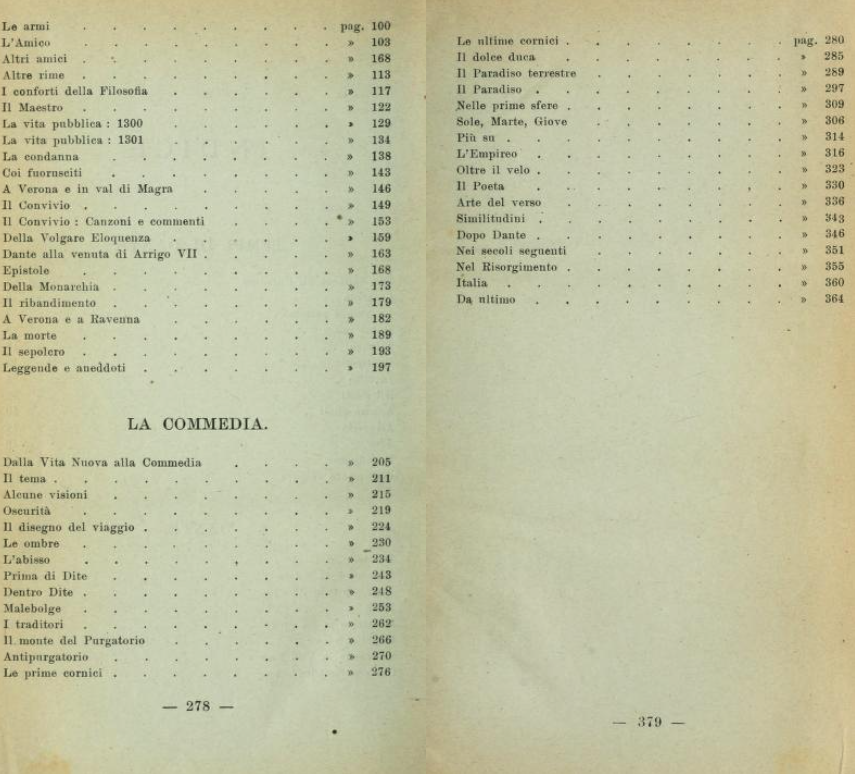 Le armi . . . . . . . . . pag. 100
L'Amico . . . . . . . . . » 103
Altri amici . . . . . . . . . » 168
Altre rime . . . . . . . . . » 113
I conforti della Filosofia . . . . . . » 117
Il Maestro . . . . . . . . . » 122
La vita pubblica : 1300 . . . . . . » 129
La vita pubblica : 1301 . . . . . . » 134
La condanna . . . . . . . . » 138
Coi fuorusciti . . . . . . . . . » 143
A Verona e in val di Magra . . . . . » 146
Il Convivio . . . . . . . . . » 149
Il Convivio : Canzoni e commenti . . . . » 153
Della Volgare Eloquenza . . . . . . » 159
Dante alla venuta di Arrigo VII . . . . . » 163
Epistole . . . . . . . . . » 168
Della Monarchia . . . . . . . . » 173
Il ribandimento . . . . . . . . » 179
A Verona e a Ravenna . . . . . . » 182
La morte . . . . . . . . . » 189
Il sepolcro . . . . . . . . . » 193
Leggende e aneddoti . . . . . . . » 197
LA COMMEDIA.
Dalla Vita Nuova alla Commedia . . . . » 205
Il tema . . . . . . . . . . » 211
Alcune visioni . . . . . . . . » 215
Oscurità . . . . . . . . . » 219
Il disegno del viaggio . . . . . . . » 224
Le ombre . . . . . . . . . » 230
L'abisso . . . . . . . . . » 234
Prima di Dite . . . . . . . . » 243
Dentro Dite . . . . . . . . . » 248
Malebolge . . . . . . . . . » 253
I traditori . . . . . . . . . » 262
Il monte del Purgatorio . . . . . . » 266
Antipurgatorio . . . . . . . . » 270
Le prime cornici . . . . . . . . » 276
— 278 —
Le ultime cornici . . . . . . . . pag. 280
Il dolce duca . . . . . . . . » 285
Il Paradiso terrestre . . . . . . . » 289
Il Paradiso . . . . . . . . . » 297
Nelle prime sfere . . . . . . . . » 309
Sole, Marte, Giove . . . . . . . » 306
Più su . . . . . . . . . . » 314
L'Empireo . . . . . . . . . » 316
Oltre il velo . . . . . . . . . » 323
Il Poeta . . . . . . . . . » 330
Arte del verso . . . . . . . » 336
Similitudini . . . . . . . . . » 343
Dopo Dante . . . . . . . . . » 346
Nei secoli seguenti . . . . . . . » 351
Nel Risorgimento . . . . . . . . » 355
Italia . . . . . . . . . . » 360
Da ultimo . . . . . . . . . » 364
— 379 —